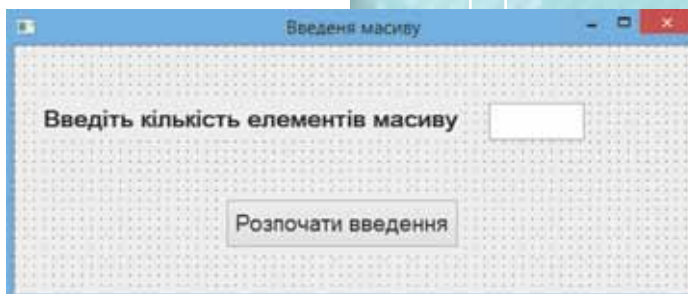 Введеня масиву
Введіть кількість елементів масиву
Розпочати введення